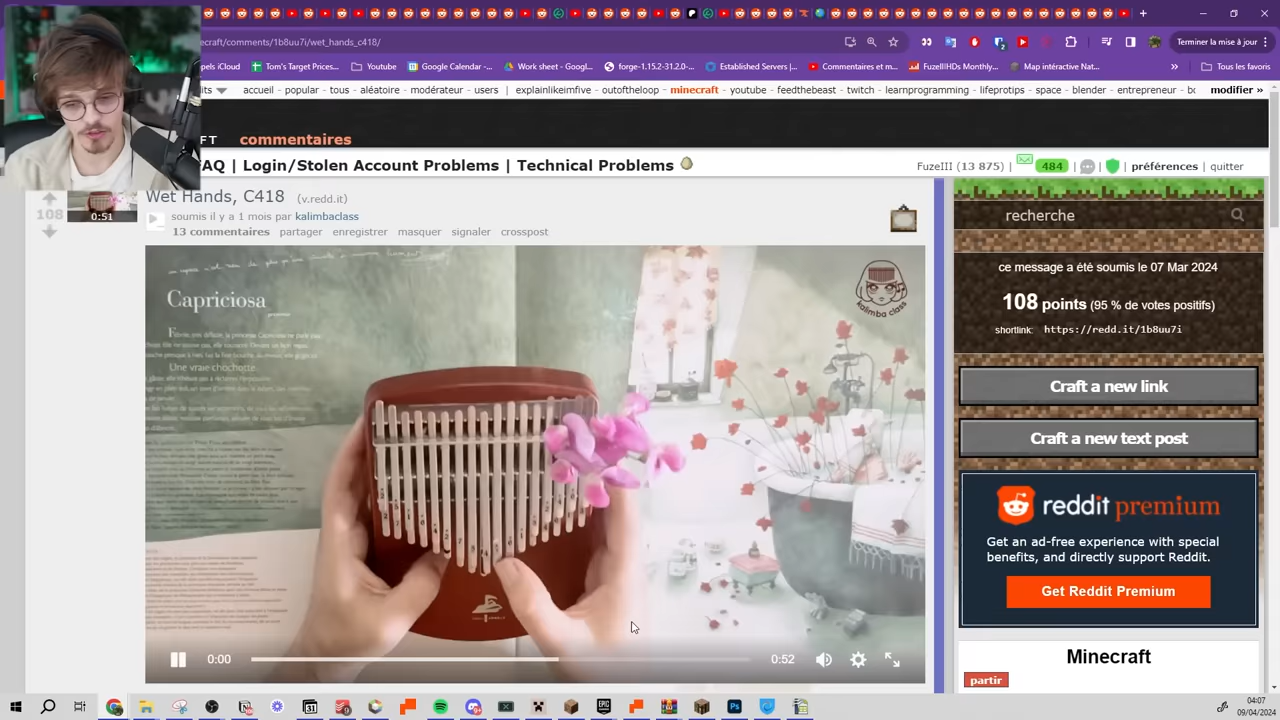 necraft/comments/1b8uu7i/wet_hands_c418/
Terminer la mise à jour
pels iCloud
Tom's Target Prices...
Youtube
Google Calendar -...
Work sheet - Googl...
forge-1.15.2-31.2.0-...
Established Servers |...
Commentaires et m...
FuzeIIIHDs Monthly...
Map intéractive Nat...
»
Tous les favoris
its
accueil - populaire - tous - aléatoire - modérateur - users | explainlikeimfive - outoftheloop - minecraft - youtube - feedthebeast - twitch - learnprogramming - lifeprotips - space - blender - entrepreneur - bo
modifier »
FT commentaires
FAQ | Login/Stolen Account Problems | Technical Problems
FuzeIII (13 875) | 484 | | préférences | quitter
108
0:51
Wet Hands, C418 (v.redd.it)
soumis il y a 1 mois par kalimbaclass
13 commentaires partager enregistrer masquer signaler crosspost
Capriciosa
Une vraie chochotte.
kalimba class
0:00
0:52
recherche
ce message a été soumis le 07 Mar 2024
108 points (95 % de votes positifs)
shortlink: https://redd.it/1b8uu7i
Craft a new link
Craft a new text post
reddit premium
Get an ad-free experience with special
benefits, and directly support Reddit.
Get Reddit Premium
Minecraft
partir
04:07
09/04/2024